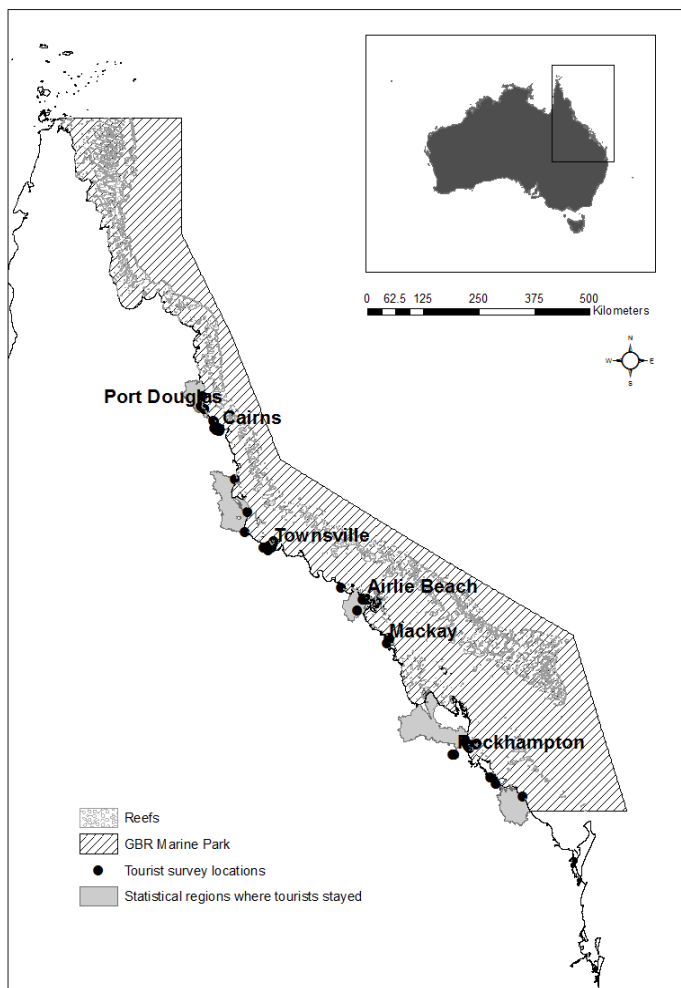 0 62.5 125 250 375 500
Kilometers
N
W E
S
Port Douglas
Cairns
Townsville
Airlie Beach
Mackay
Rockhampton
Reefs
GBR Marine Park
Tourist survey locations
Statistical regions where tourists stayed